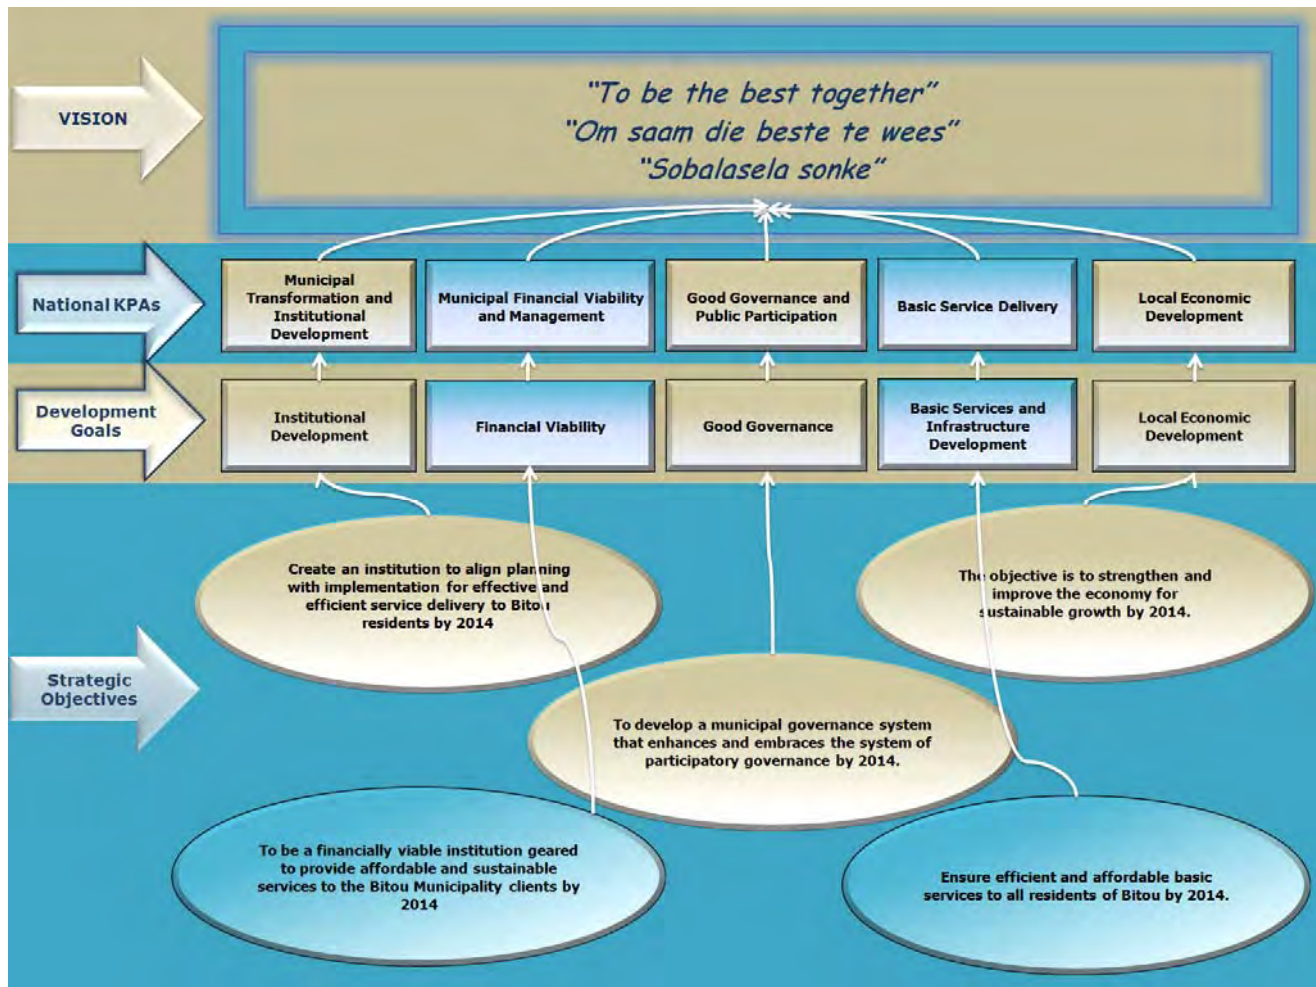 VISION
“To be the best together”
“Om saam die beste te wees”
“Sobalasela sonke”
National KPAs
Municipal
Transformation and
Institutional
Development
Municipal Financial Viability
and Management
Good Governance and
Public Participation
Basic Service Delivery
Local Economic
Development
Development
Goals
Institutional
Development
Financial Viability
Good Governance
Basic Services and
Infrastructure
Development
Local Economic
Development
Strategic
Objectives
Create an institution to align planning
with implementation for effective and
efficient service delivery to Bitou
residents by 2014
The objective is to strengthen and
improve the economy for
sustainable growth by 2014.
To develop a municipal governance system
that enhances and embraces the system of
participatory governance by 2014.
To be a financially viable institution geared
to provide affordable and sustainable
services to the Bitou Municipality clients by
2014
Ensure efficient and affordable basic
services to all residents of Bitou by 2014.